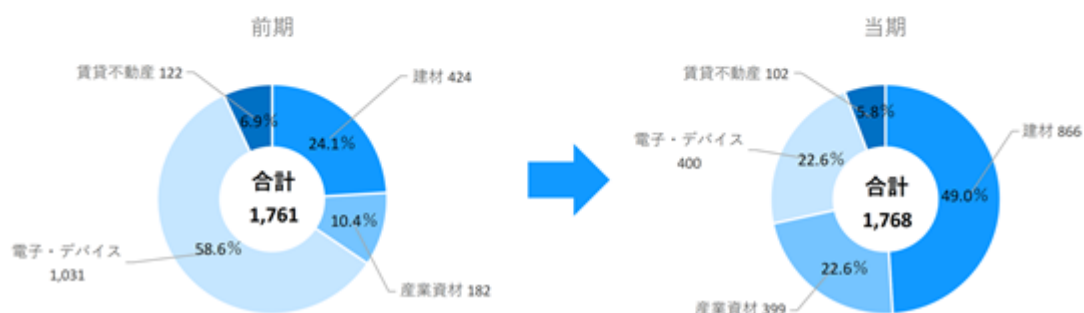 前期
賃貸不動産 122
建材 424
6.9%
24.1%
合計
1,761
10.4%
58.6%
電子・デバイス
1,031
産業資材 182
当期
賃貸不動産 102
5.8%
建材 866
電子・デバイス
400
22.6%
合計
1,768
49.0%
22.6%
産業資材 399